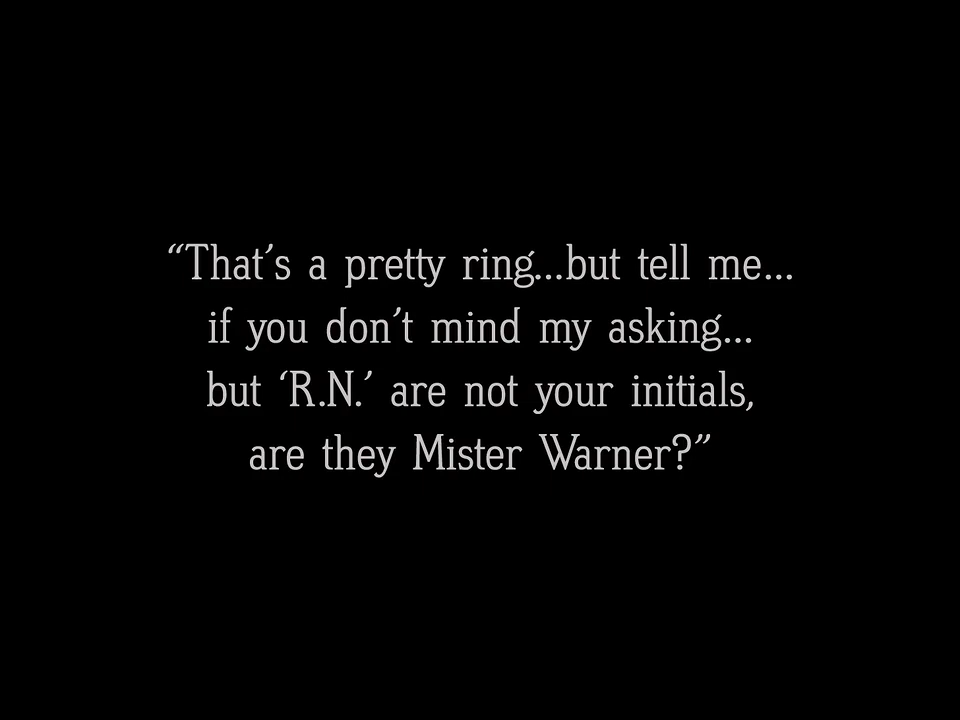 “That’s a pretty ring...but tell me...
if you don’t mind my asking...
but ‘R.N.’ are not your initials,
are they Mister Warner?”